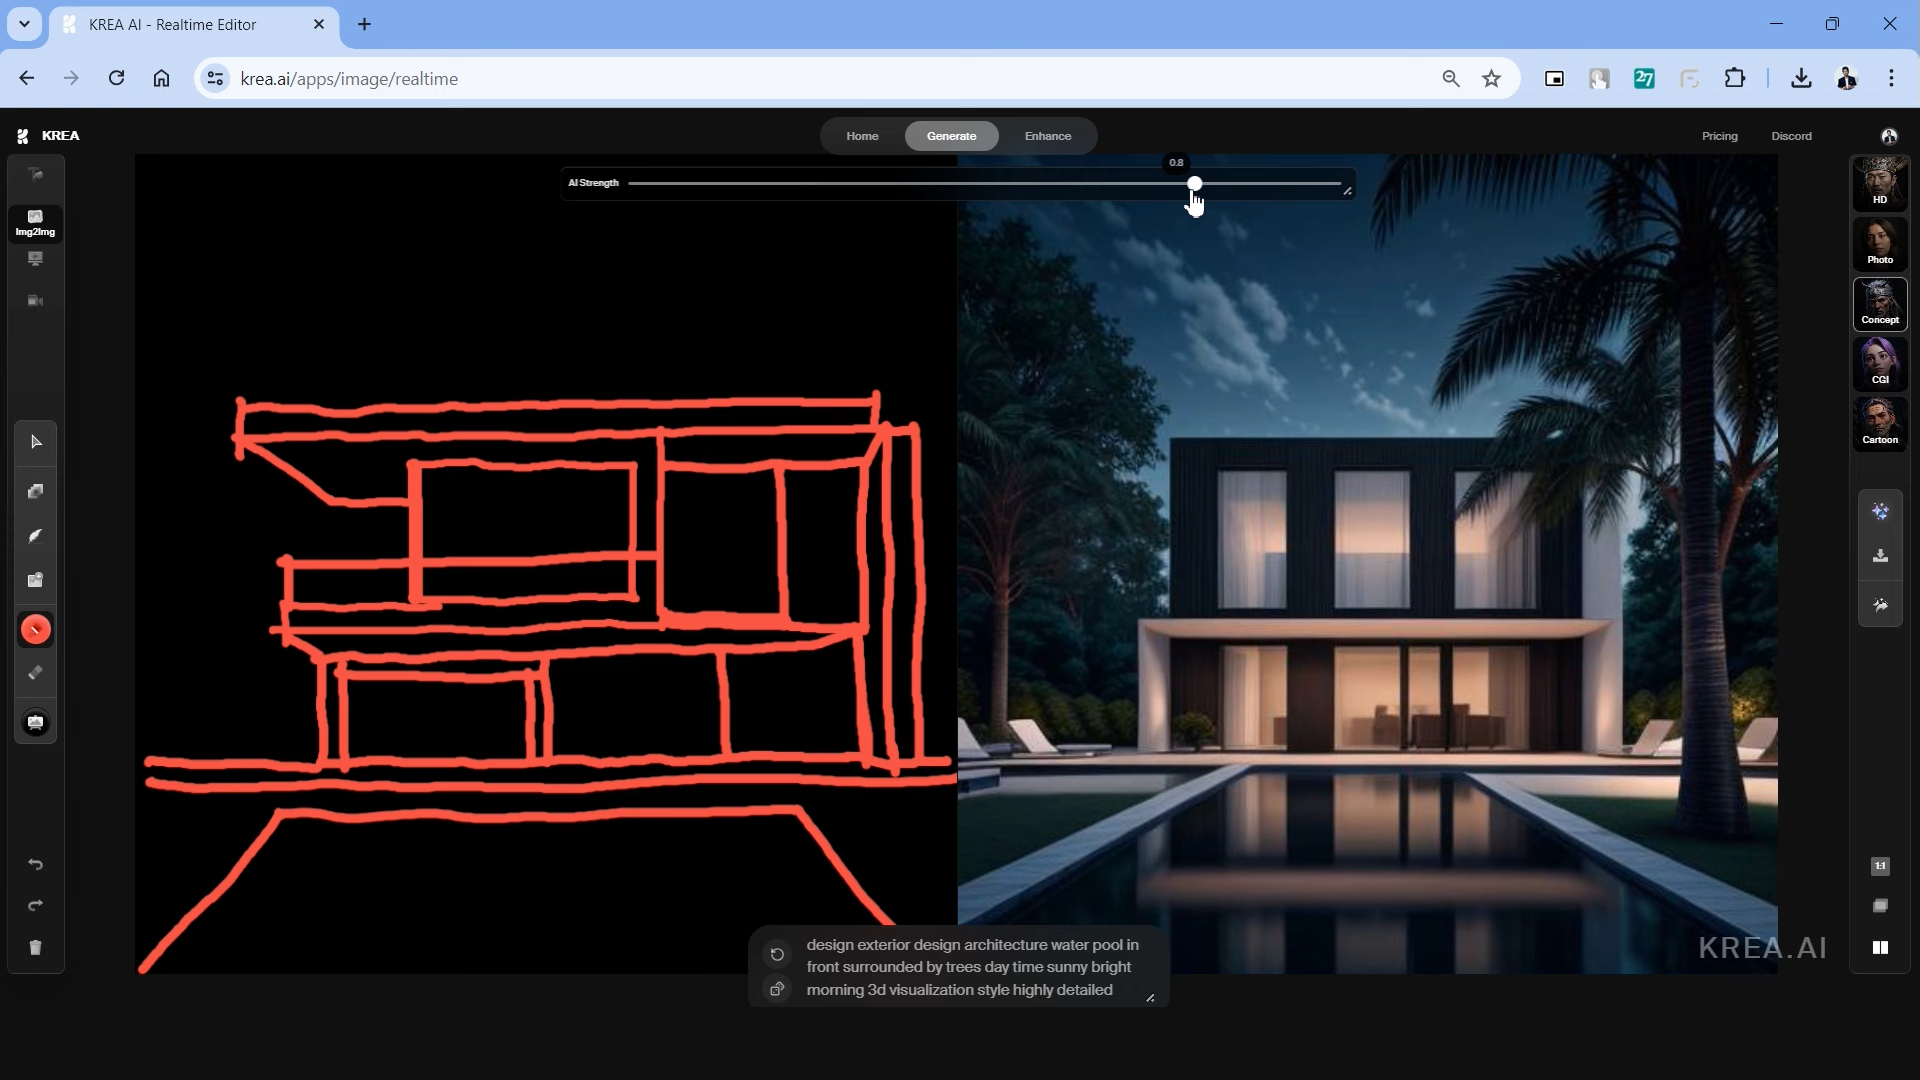 KREA AI - Realtime Editor
krea.ai/apps/image/realtime
27
KREA
Home
Generate
Enhance
Pricing
Discord
0.8
AI Strength
Img2Img
HD
Photo
Concept
CGI
Cartoon
1:1
design exterior design architecture water pool in
front surrounded by trees day time sunny bright
morning 3d visualization style highly detailed
KREA.AI